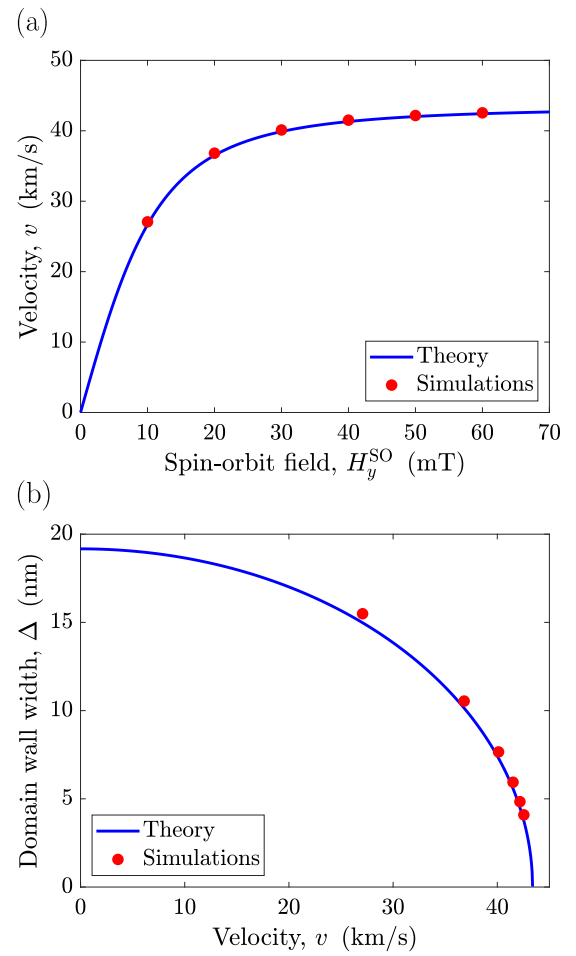 (a)
50
40
30
20
10
0
Velocity, v (km/s)
Theory
Simulations
0 10 20 30 40 50 60 70
Spin-orbit field, H_y^SO (mT)
(b)
20
15
10
5
0
Domain wall width, Δ (nm)
Theory
Simulations
0 10 20 30 40
Velocity, v (km/s)